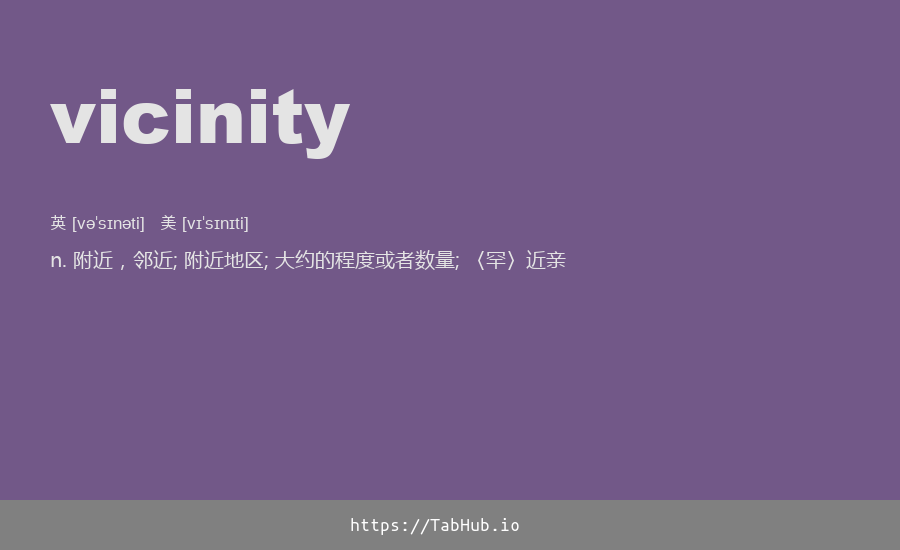 vicinity
英 [vəˈsɪnəti] 美 [vɪˈsɪnɪti]
n. 附近，邻近; 附近地区; 大约的程度或者数量; 〈罕〉近亲
https://TabHub.io